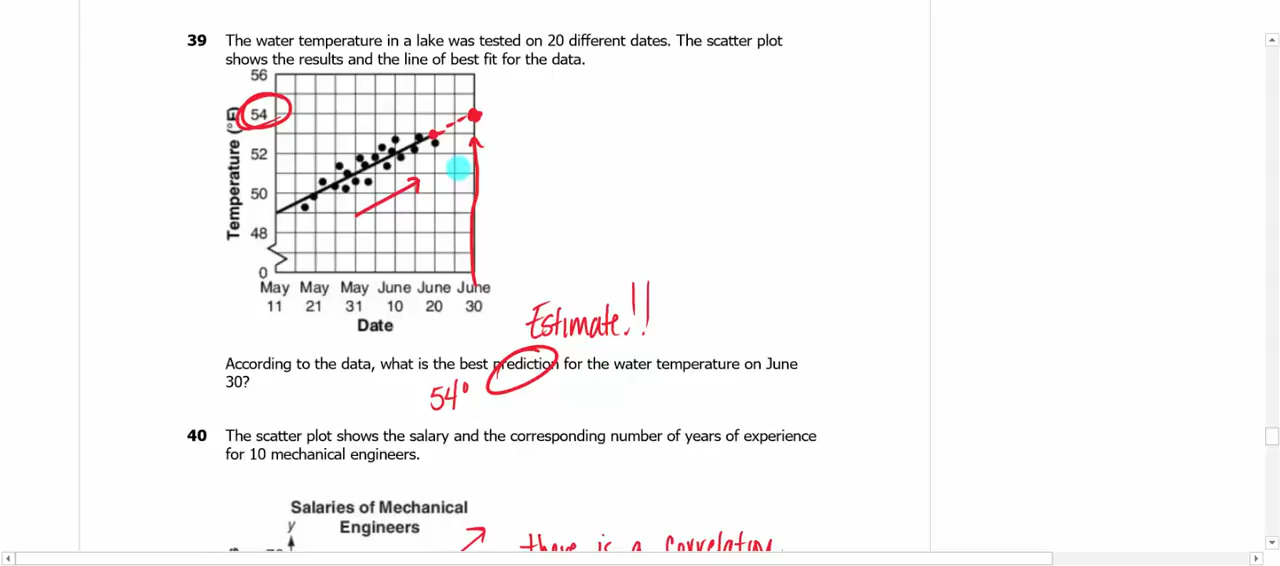 39 The water temperature in a lake was tested on 20 different dates. The scatter plot
shows the results and the line of best fit for the data.
56
54
52
50
48
0
Temperature (°F)
May May May June June June
11 21 31 10 20 30
Date
Estimate!!
According to the data, what is the best prediction for the water temperature on June
30?
54°
40 The scatter plot shows the salary and the corresponding number of years of experience
for 10 mechanical engineers.
Salaries of Mechanical
Engineers
y
there is a correlation